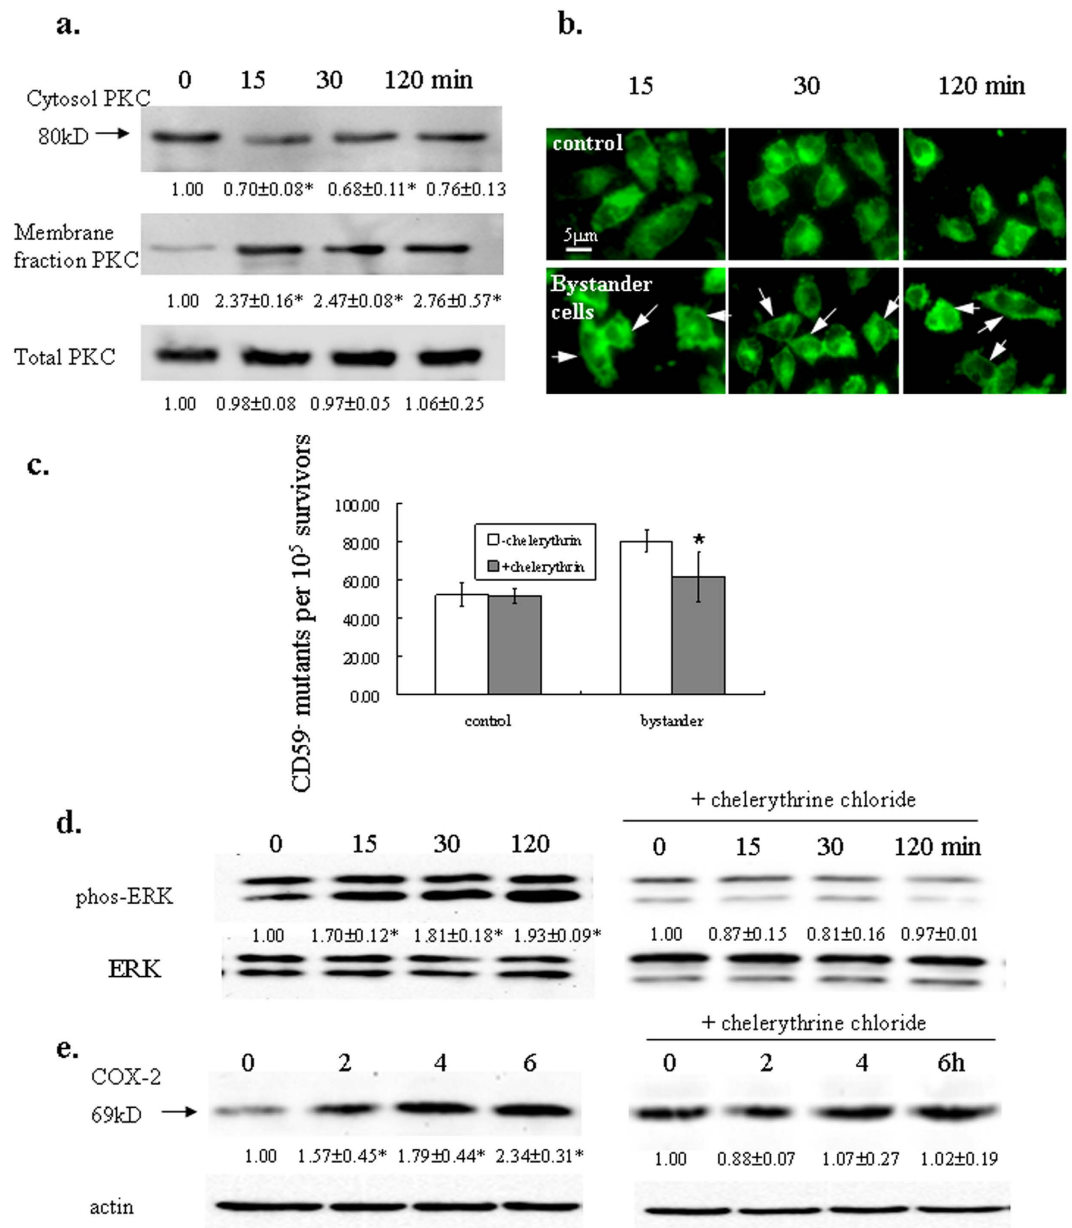 a.
0 15 30 120 min
Cytosol PKC
80kD
1.00 0.70±0.08* 0.68±0.11* 0.76±0.13
Membrane
fraction PKC
1.00 2.37±0.16* 2.47±0.08* 2.76±0.57*
Total PKC
1.00 0.98±0.08 0.97±0.05 1.06±0.25
b.
15 30 120 min
control
5μm
Bystander
cells
c.
CD59- mutants per 10⁵ survivors
100.00
80.00
60.00
40.00
20.00
0.00
-chelerythrin
+chelerythrin
*
control bystander
d.
0 15 30 120
phos-ERK
1.00 1.70±0.12* 1.81±0.18* 1.93±0.09*
ERK
+ chelerythrine chloride
0 15 30 120 min
1.00 0.87±0.15 0.81±0.16 0.97±0.01
e.
0 2 4 6
COX-2
69kD
1.00 1.57±0.45* 1.79±0.44* 2.34±0.31*
actin
+ chelerythrine chloride
0 2 4 6h
1.00 0.88±0.07 1.07±0.27 1.02±0.19